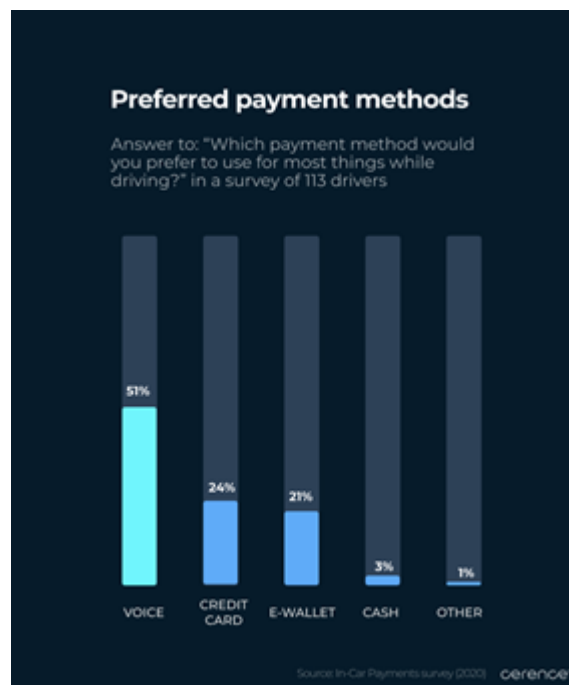 Preferred payment methods
Answer to: “Which payment method would
you prefer to use for most things while
driving?” in a survey of 113 drivers
51%
24%
21%
3%
1%
VOICE
CREDIT
CARD
E-WALLET
CASH
OTHER
Source: In-Car Payments survey (2020)
cerence